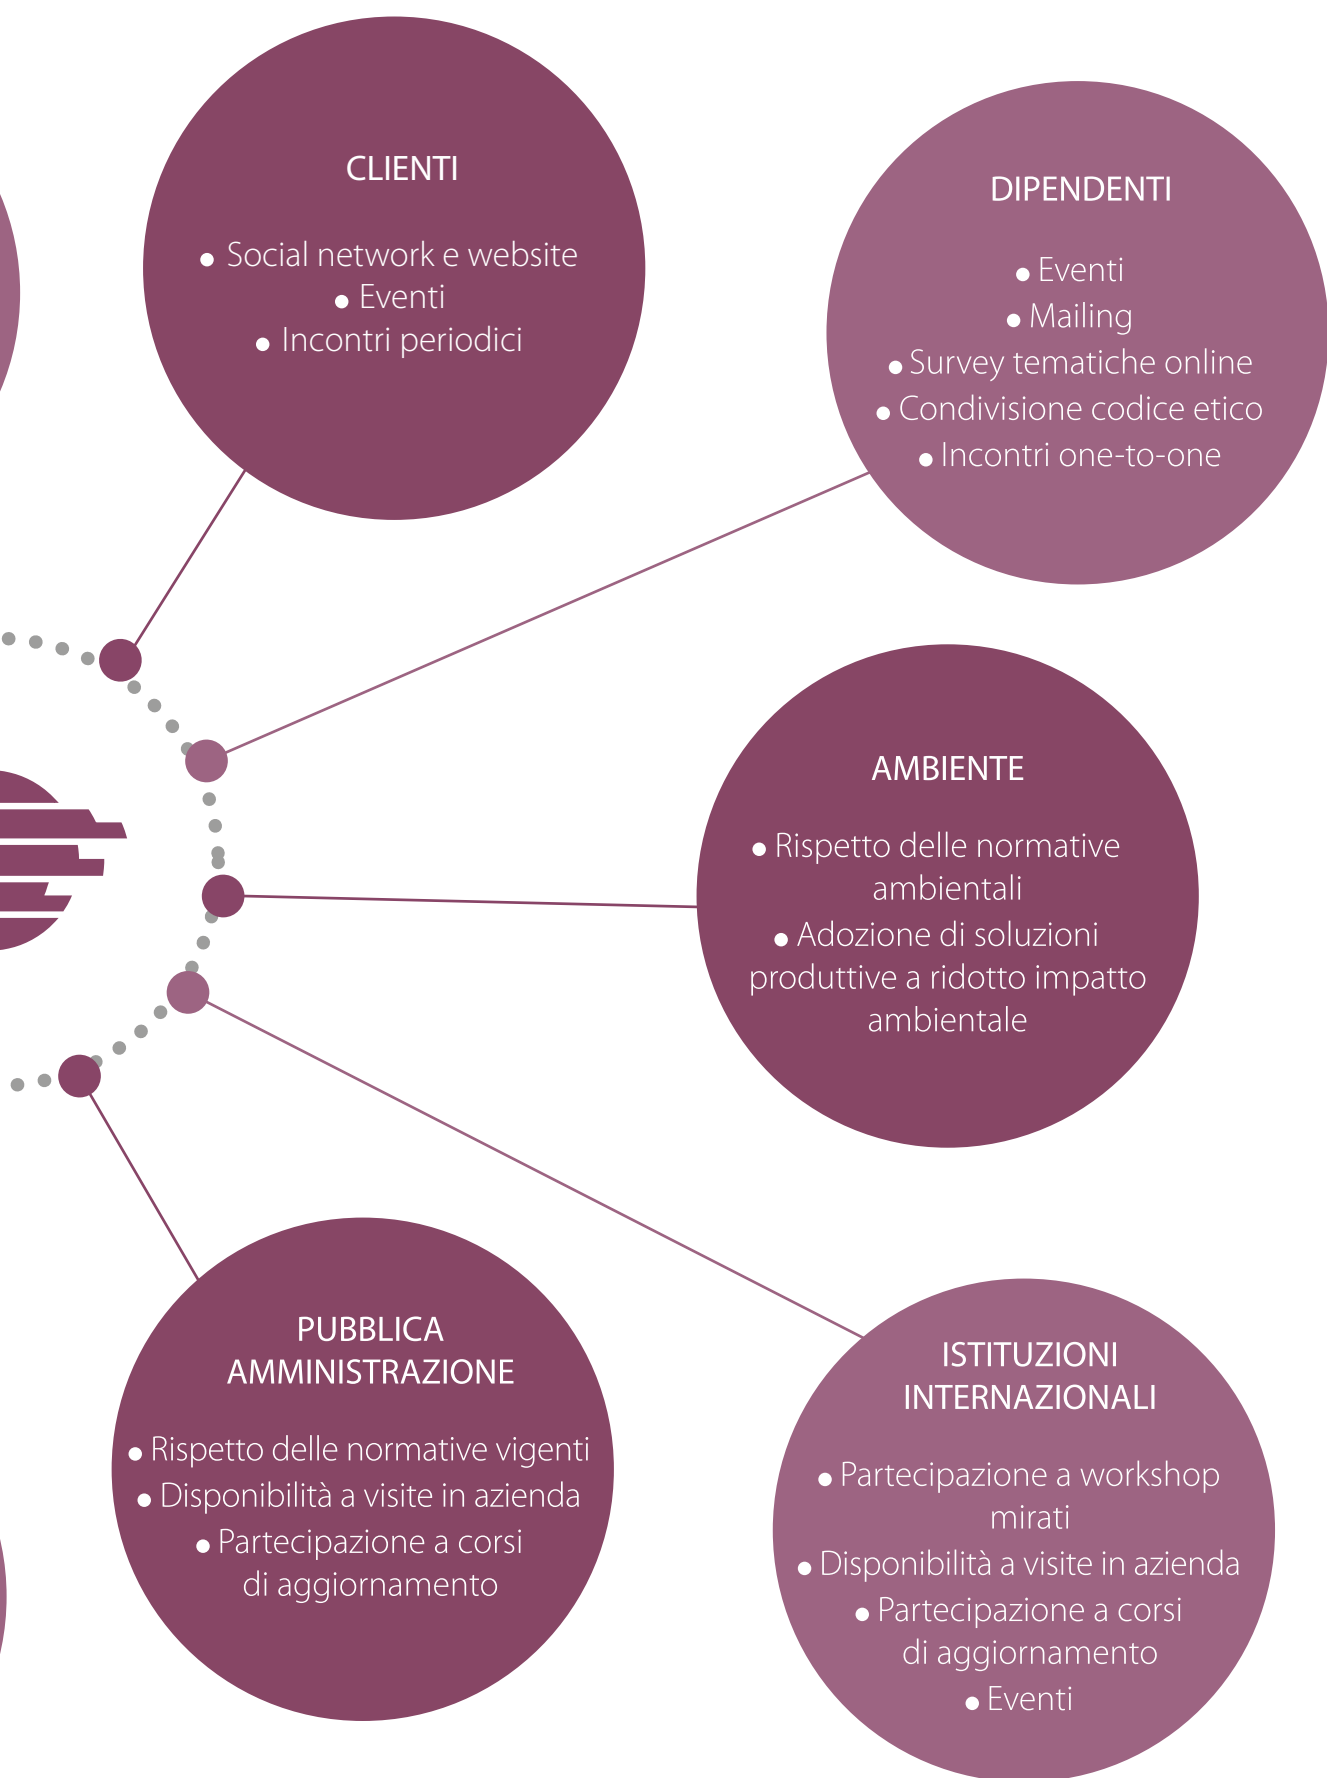 CLIENTI
● Social network e website
● Eventi
● Incontri periodici
DIPENDENTI
● Eventi
● Mailing
● Survey tematiche online
● Condivisione codice etico
● Incontri one-to-one
AMBIENTE
● Rispetto delle normative
ambientali
● Adozione di soluzioni
produttive a ridotto impatto
ambientale
PUBBLICA
AMMINISTRAZIONE
● Rispetto delle normative vigenti
● Disponibilità a visite in azienda
● Partecipazione a corsi
di aggiornamento
ISTITUZIONI
INTERNAZIONALI
● Partecipazione a workshop
mirati
● Disponibilità a visite in azienda
● Partecipazione a corsi
di aggiornamento
● Eventi